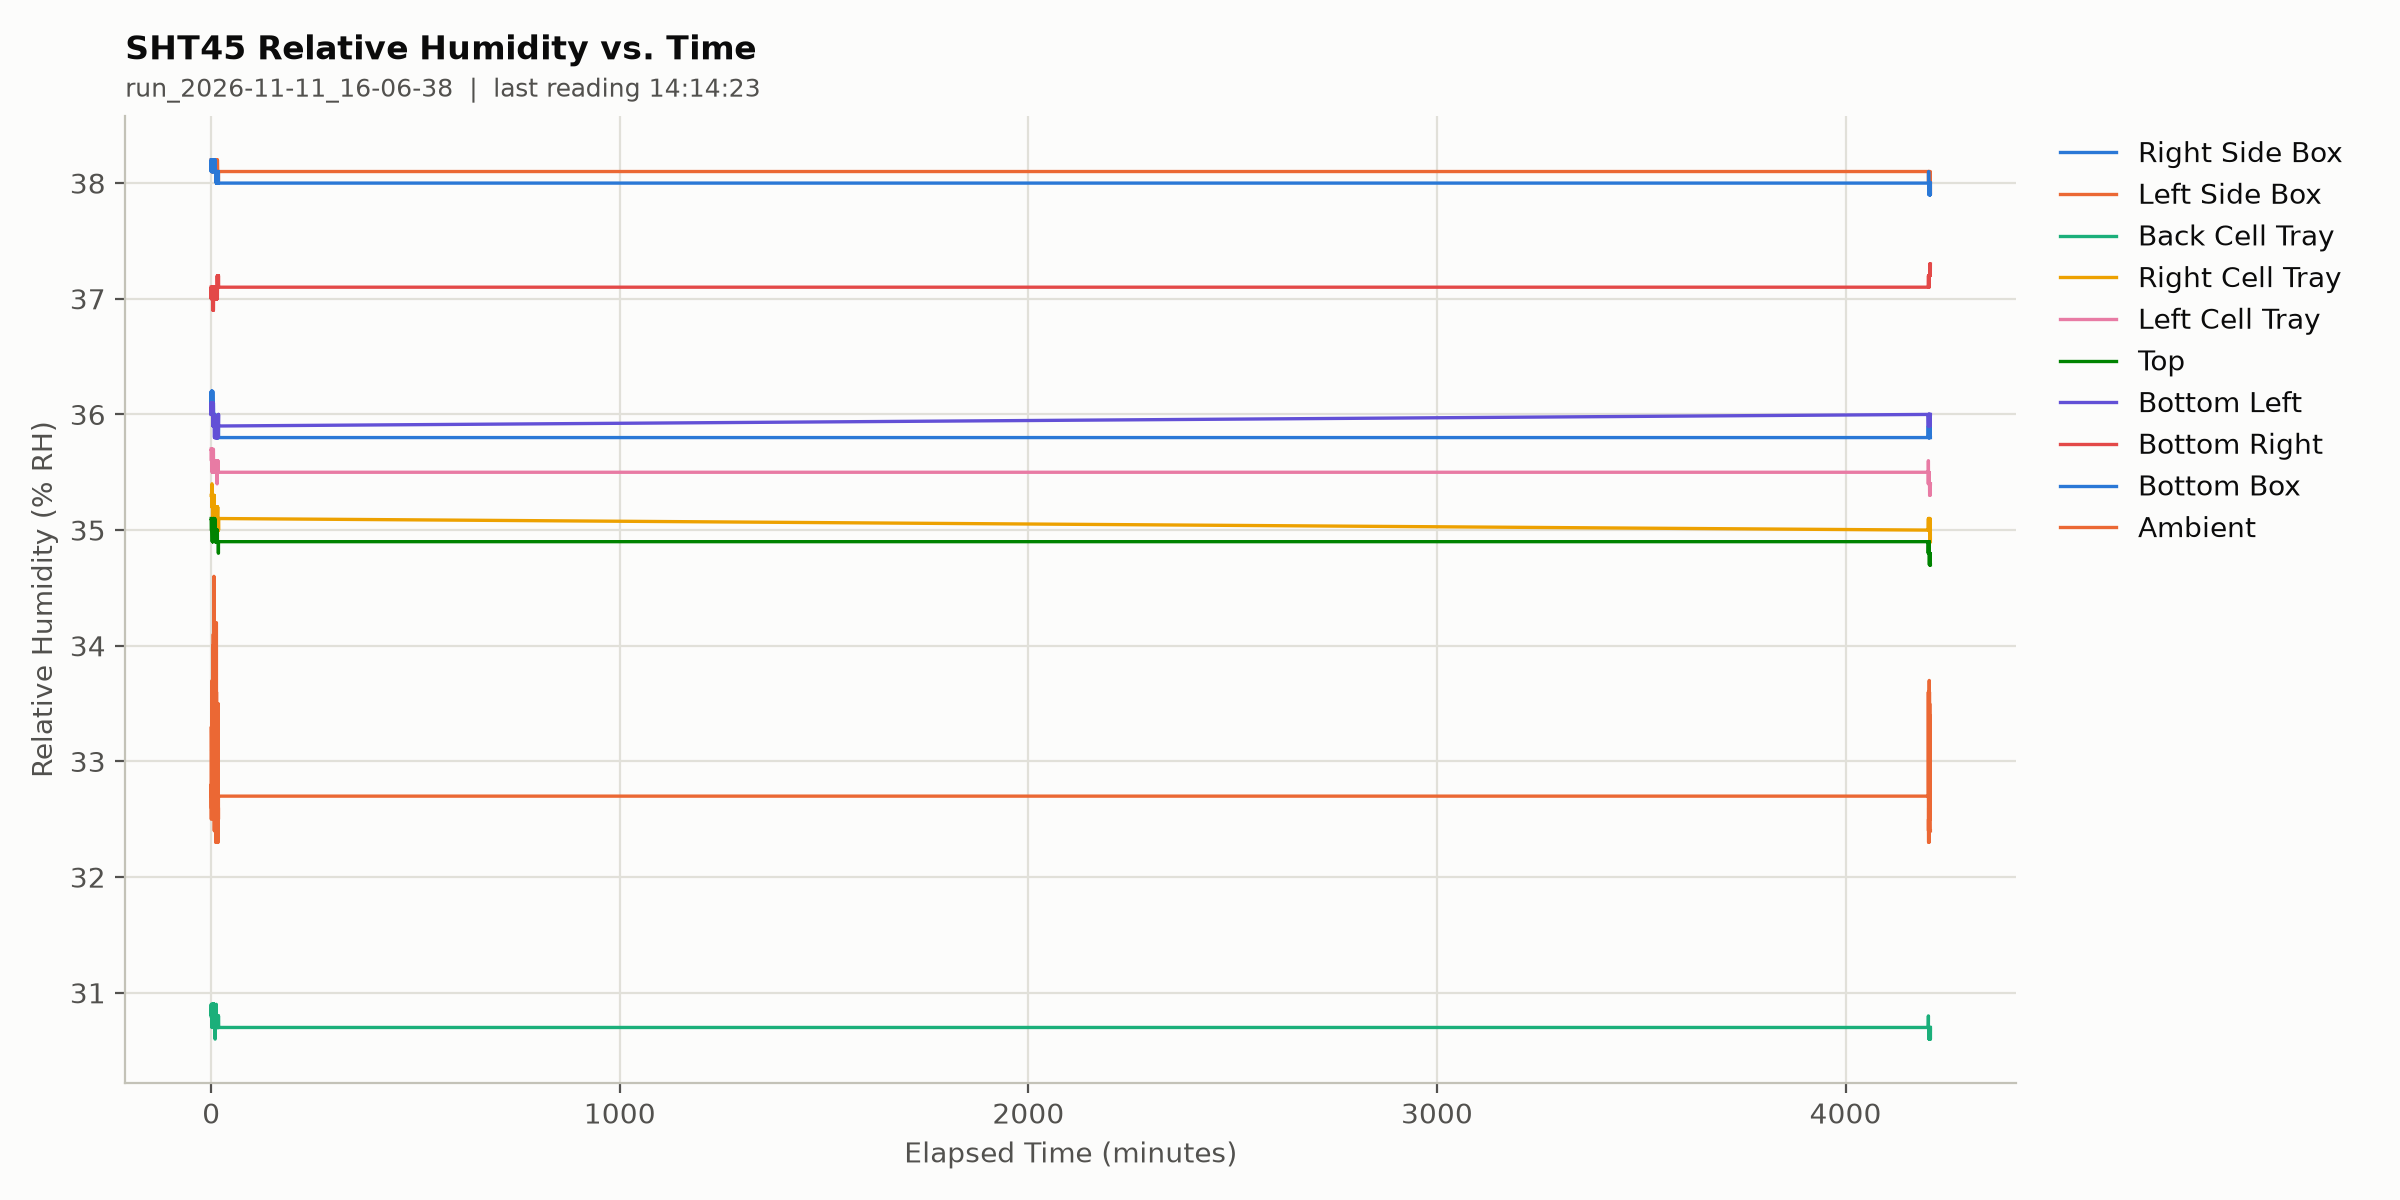 SHT45 Relative Humidity vs. Time
run_2026-11-11_16-06-38  |  last reading 14:14:23
Relative Humidity (% RH)
38
37
36
35
34
33
32
31
0
1000
2000
3000
4000
Elapsed Time (minutes)
Right Side Box
Left Side Box
Back Cell Tray
Right Cell Tray
Left Cell Tray
Top
Bottom Left
Bottom Right
Bottom Box
Ambient